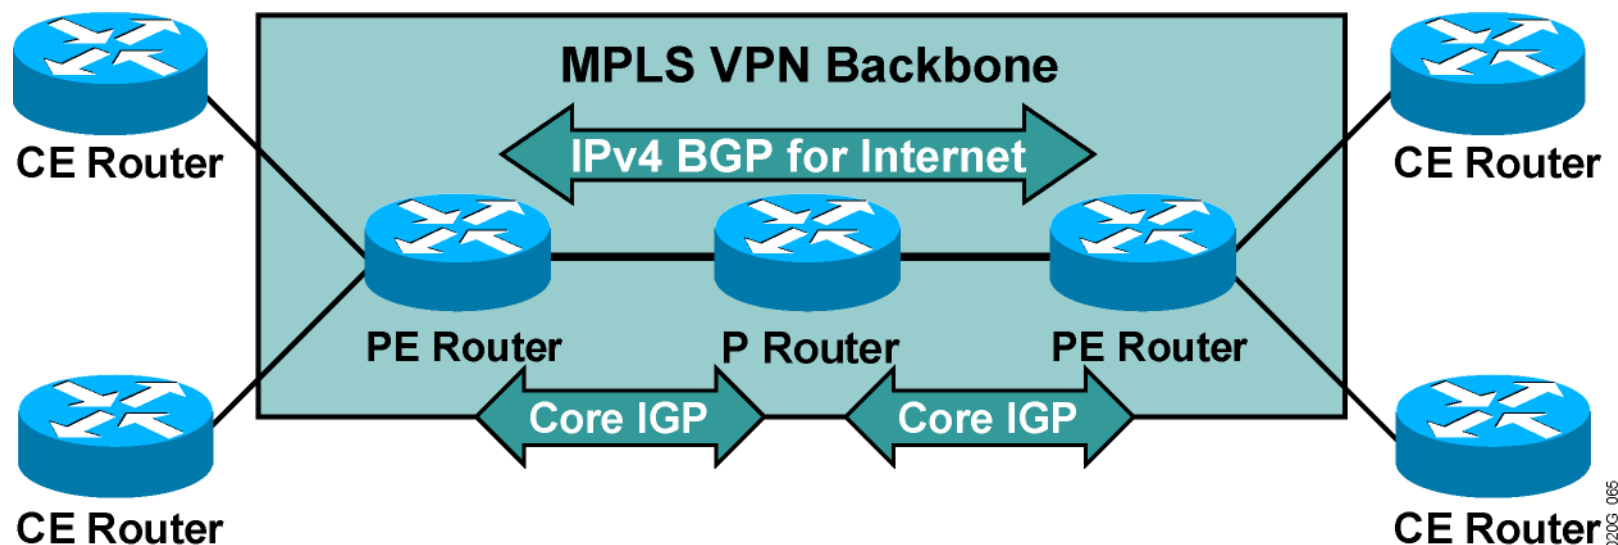 MPLS VPN Backbone
IPv4 BGP for Internet
CE Router
CE Router
PE Router
P Router
PE Router
Core IGP
Core IGP
CE Router
CE Router
020G_065